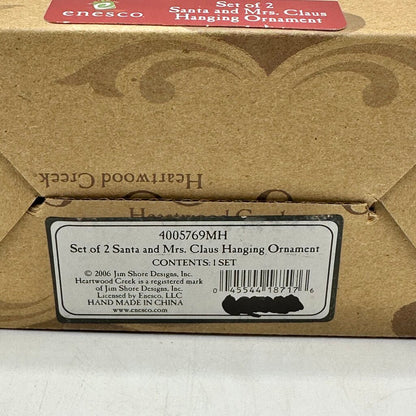 enesco
Set of 2
Santa and Mrs. Claus
Hanging Ornament
Heartwood Creek
Heartwood Creek
4005769MH
Set of 2 Santa and Mrs. Claus Hanging Ornament
CONTENTS: 1 SET
© 2006 Jim Shore Designs, Inc.
Heartwood Creek is a registered mark
of Jim Shore Designs, Inc.
Licensed by Enesco, LLC
HAND MADE IN CHINA
www.enesco.com
0 45544 18717 6